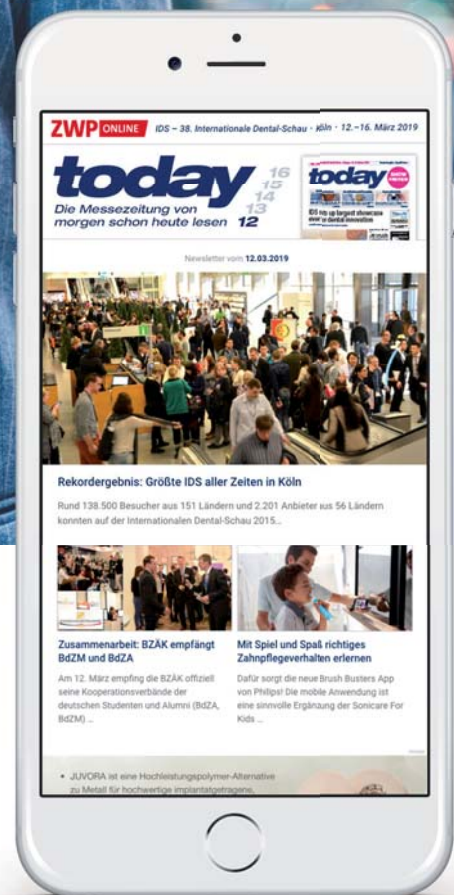 ZWP ONLINE IDS – 38. Internationale Dental-Schau · Köln · 12.–16. März 2019
today
16
15
14
13
12
Die Messezeitung von
morgen schon heute lesen
today
IDS
up largest showcase
dental innovation
Newsletter vom 12.03.2019
Rekordergebnis: Größte IDS aller Zeiten in Köln
Rund 138.500 Besucher aus 151 Ländern und 2.201 Anbieter aus 56 Ländern
konnten auf der Internationalen Dental-Schau 2015...
Zusammenarbeit: BZÄK empfängt
BdZM und BdZA
Am 12. März empfing die BZÄK offiziell
seine Kooperationsverbände der
deutschen Studenten und Alumni (BdZA,
BdZM) ...
Mit Spiel und Spaß richtiges
Zahnpflegeverhalten erlernen
Dafür sorgt die neue Brush Busters App
von Philips! Die mobile Anwendung ist
eine sinnvolle Ergänzung der Sonicare For
Kids ...
• JUVORA ist eine Hochleistungspolymer-Alternative
zu Metall für hochwertige implantatgetragene,